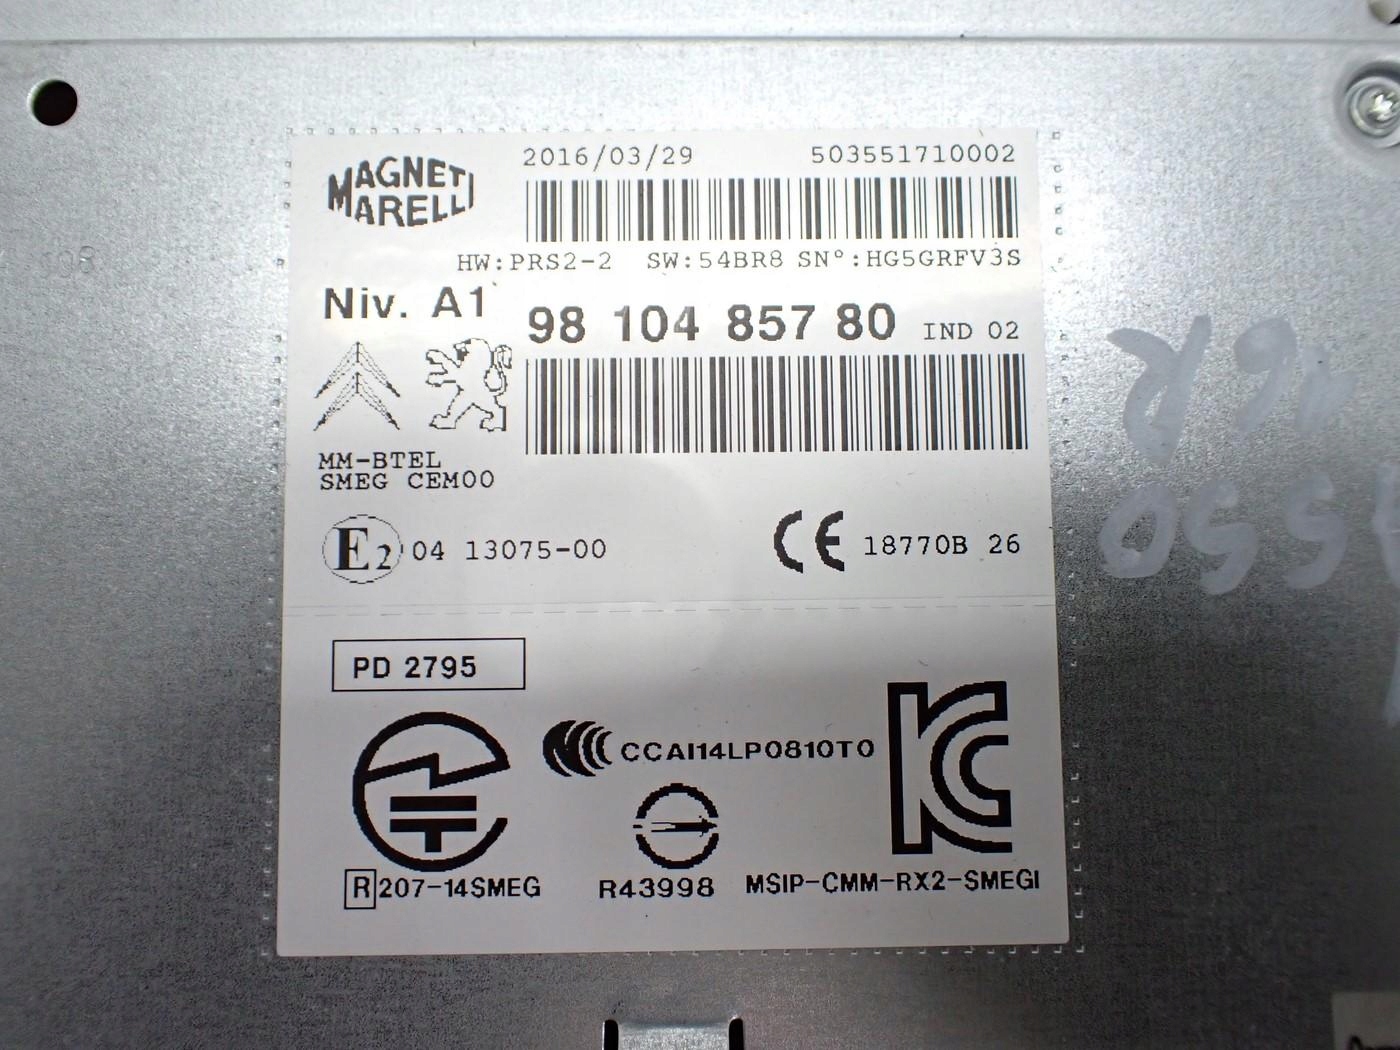 MAGNETI
MARELLI
2016/03/29 503551710002
HW:PRS2-2 SW:54BR8 SN°:HG5GRFV3S
Niv. A1
98 104 857 80 IND 02
MM-BTEL
SMEG CEM00
E2 04 13075-00
CE 18770B 26
PD 2795
CCAI14LP0810T0
R 207-14SMEG
R43998
MSIP-CMM-RX2-SMEGI